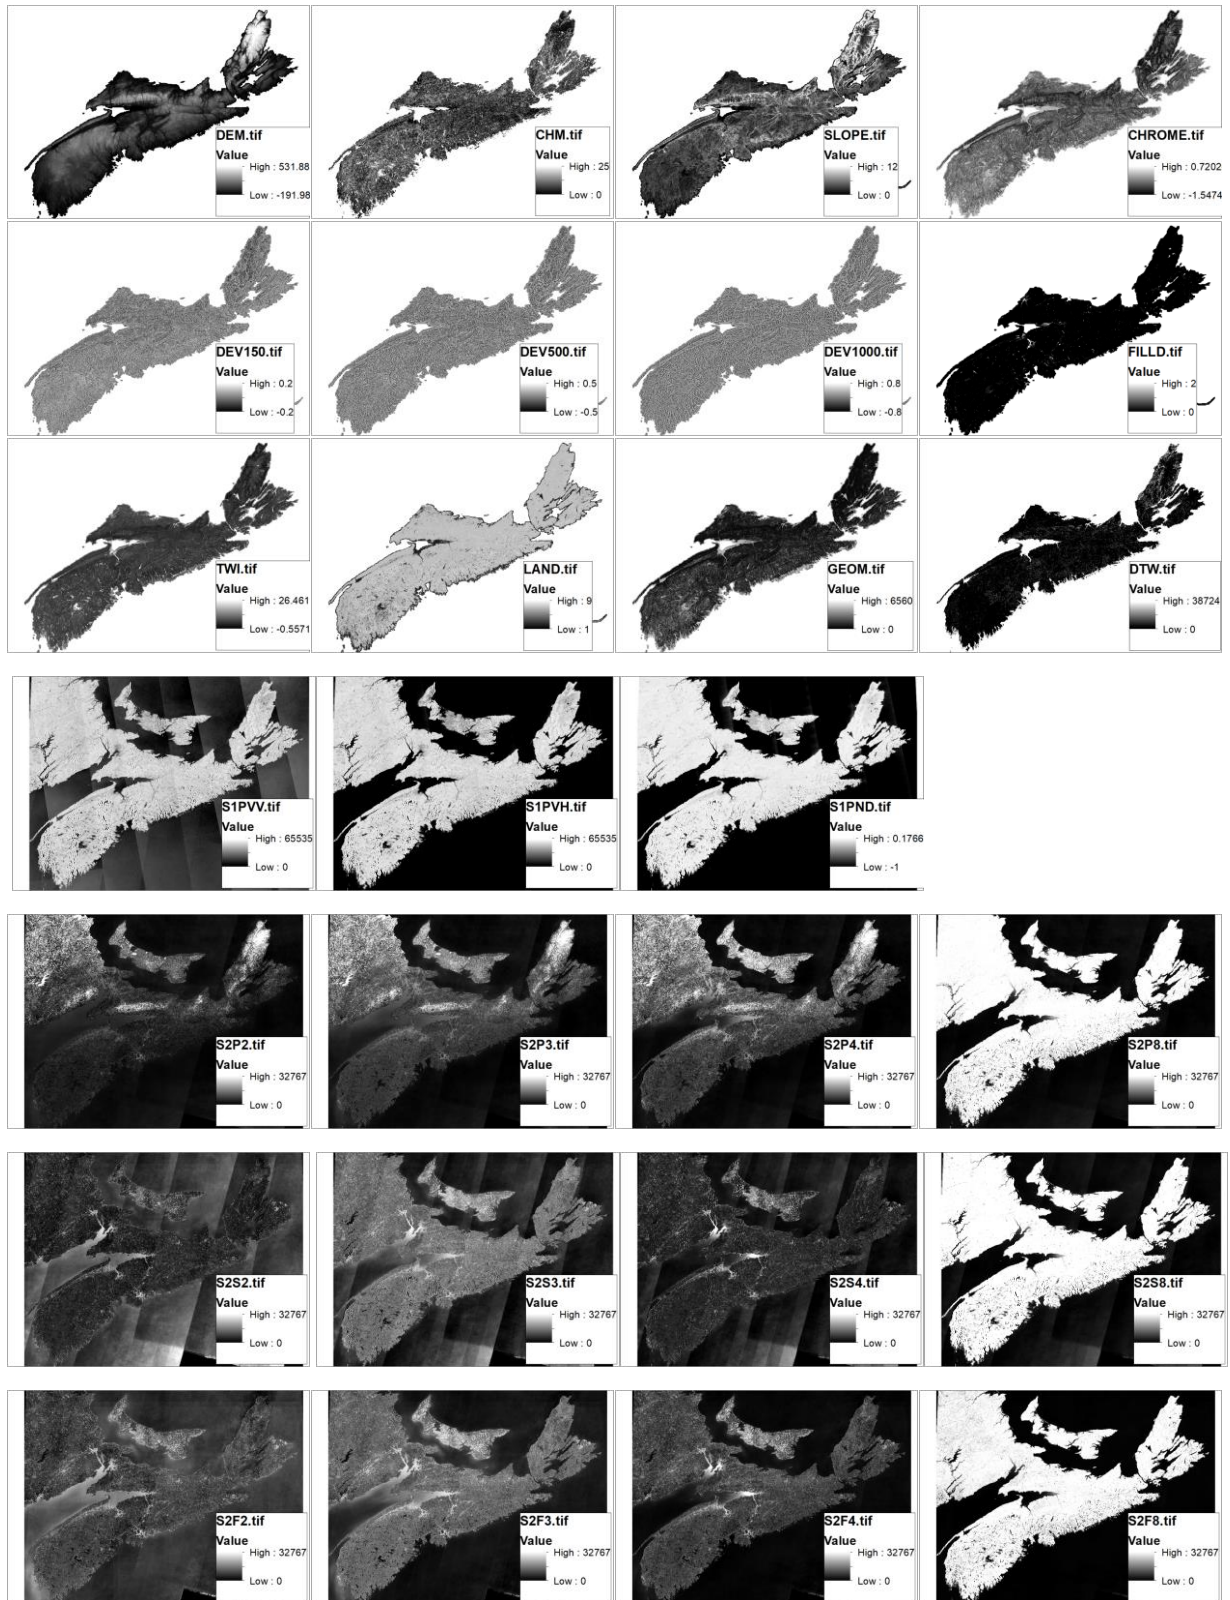 DEM.tif
Value
High : 531.88
Low : -191.98
CHM.tif
Value
High : 25
Low : 0
SLOPE.tif
Value
High : 12
Low : 0
CHROME.tif
Value
High : 0.7202
Low : -1.5474
DEV150.tif
Value
High : 0.2
Low : -0.2
DEV500.tif
Value
High : 0.5
Low : -0.5
DEV1000.tif
Value
High : 0.8
Low : -0.8
FILLD.tif
Value
High : 2
Low : 0
TWI.tif
Value
High : 26.461
Low : -0.5571
LAND.tif
Value
High : 9
Low : 1
GEOM.tif
Value
High : 6560
Low : 0
DTW.tif
Value
High : 38724
Low : 0
S1PVV.tif
Value
High : 65535
Low : 0
S1PVH.tif
Value
High : 65535
Low : 0
S1PND.tif
Value
High : 0.1766
Low : -1
S2P2.tif
Value
High : 32767
Low : 0
S2P3.tif
Value
High : 32767
Low : 0
S2P4.tif
Value
High : 32767
Low : 0
S2P8.tif
Value
High : 32767
Low : 0
S2S2.tif
Value
High : 32767
Low : 0
S2S3.tif
Value
High : 32767
Low : 0
S2S4.tif
Value
High : 32767
Low : 0
S2S8.tif
Value
High : 32767
Low : 0
S2F2.tif
Value
High : 32767
Low : 0
S2F3.tif
Value
High : 32767
Low : 0
S2F4.tif
Value
High : 32767
Low : 0
S2F8.tif
Value
High : 32767
Low : 0